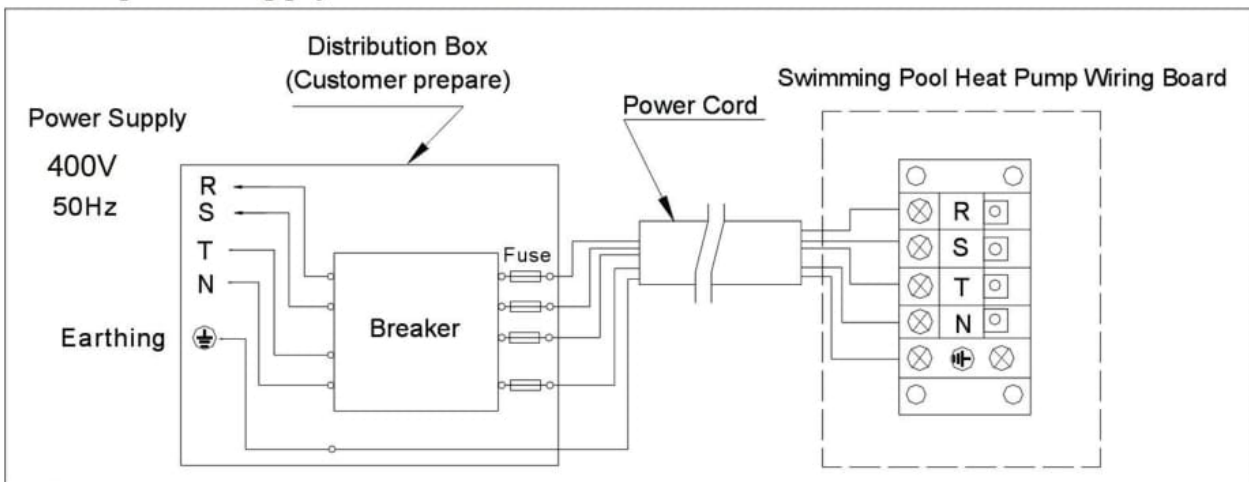 Distribution Box
(Customer prepare)
Swimming Pool Heat Pump Wiring Board
Power Cord
Power Supply
400V
50Hz
R
S
T
N
Earthing
Breaker
Fuse
R
S
T
N